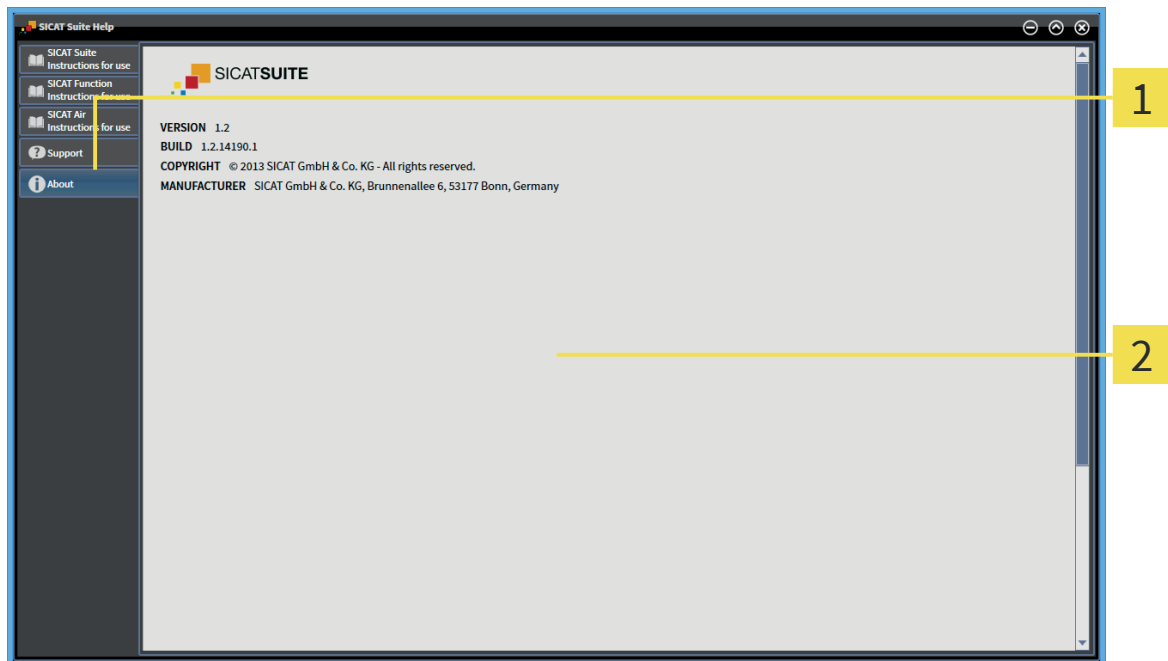 SICAT Suite Help
SICAT Suite
Instructions for use
SICAT Function
Instructions for use
SICAT Air
Instructions for use
Support
About
SICATSUITE
VERSION 1.2
BUILD 1.2.14190.1
COPYRIGHT © 2013 SICAT GmbH & Co. KG - All rights reserved.
MANUFACTURER SICAT GmbH & Co. KG, Brunnenallee 6, 53177 Bonn, Germany
1
2